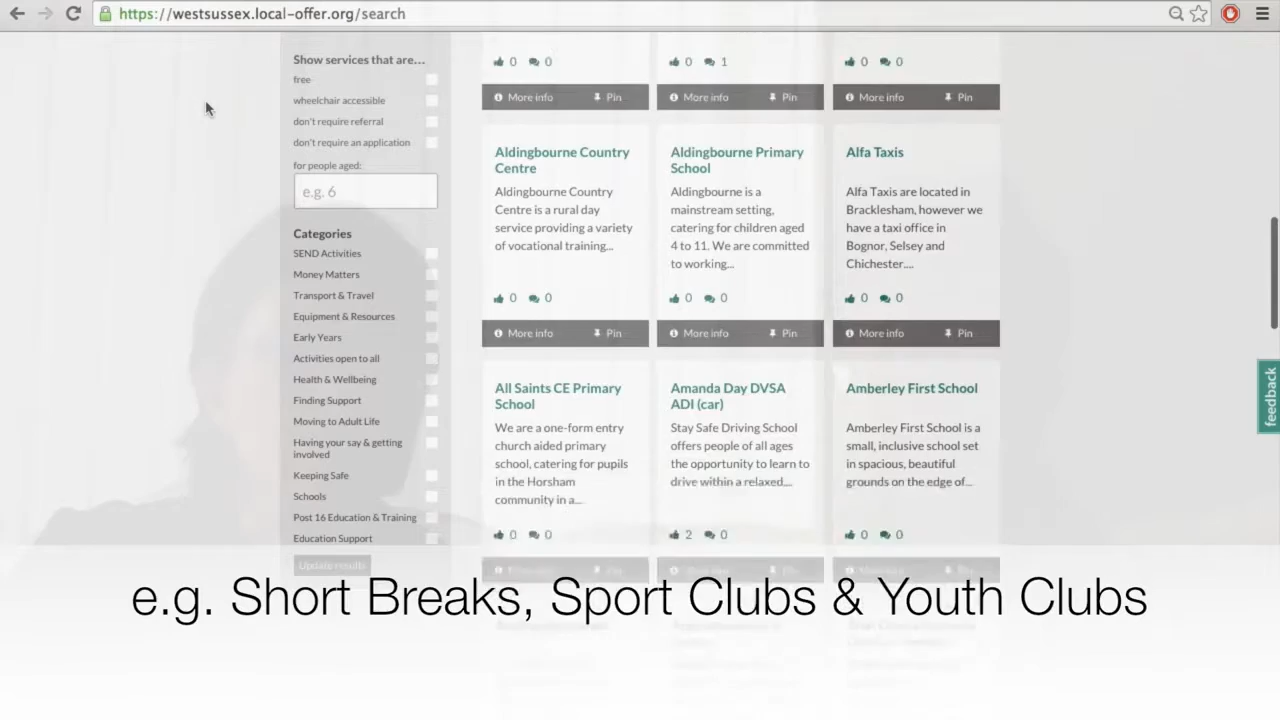 https://westsussex.local-offer.org/search
Show services that are...
free
wheelchair accessible
don't require referral
don't require an application
for people aged:
e.g. 6
Categories
SEND Activities
Money Matters
Transport & Travel
Equipment & Resources
Early Years
Activities open to all
Health & Wellbeing
Finding Support
Moving to Adult Life
Having your say & getting
involved
Keeping Safe
Schools
Post 16 Education & Training
Education Support
Update results
0 0
More info Pin
0 1
More info Pin
0 0
More info Pin
Aldingbourne Country
Centre
Aldingbourne Country
Centre is a rural day
service providing a variety
of vocational training...
0 0
More info Pin
Aldingbourne Primary
School
Aldingbourne is a
mainstream setting,
catering for children aged
4 to 11. We are committed
to working...
0 0
More info Pin
Alfa Taxis
Alfa Taxis are located in
Bracklesham, however we
have a taxi office in
Bognor, Selsey and
Chichester....
0 0
More info Pin
All Saints CE Primary
School
We are a one-form entry
church aided primary
school, catering for pupils
in the Horsham
community in a...
0 0
Amanda Day DVSA
ADI (car)
Stay Safe Driving School
offers people of all ages
the opportunity to learn to
drive within a relaxed....
2 0
Amberley First School
Amberley First School is a
small, inclusive school set
in spacious, beautiful
grounds on the edge of...
0 0
feedback
e.g. Short Breaks, Sport Clubs & Youth Clubs